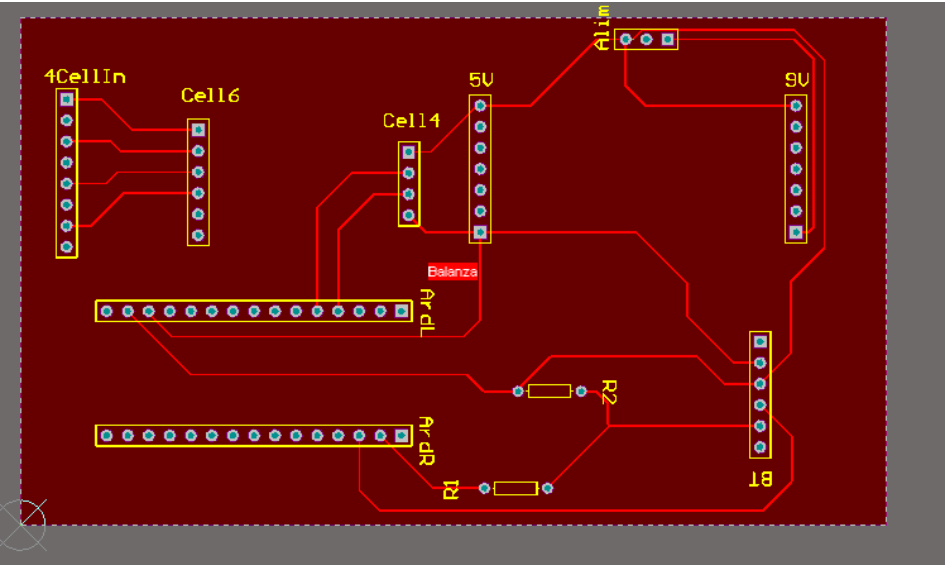 Alim
4CellIn
Cell6
5V
9V
Cell4
Balanza
ArdL
R2
ArdR
R1
BT